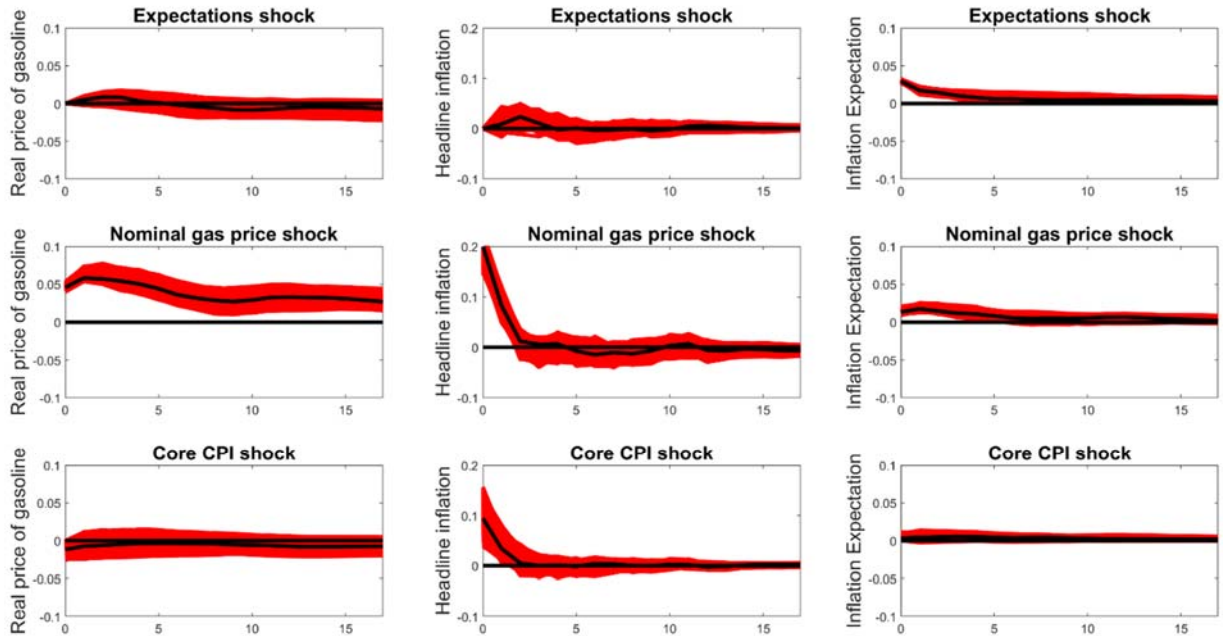 Expectations shock
Real price of gasoline
0.1
0.05
0
-0.05
-0.1
0 5 10 15
Expectations shock
Headline inflation
0.2
0.1
0
-0.1
0 5 10 15
Expectations shock
Inflation Expectation
0.1
0.05
0
-0.05
-0.1
0 5 10 15
Nominal gas price shock
Real price of gasoline
0.1
0.05
0
-0.05
-0.1
0 5 10 15
Nominal gas price shock
Headline inflation
0.2
0.1
0
-0.1
0 5 10 15
Nominal gas price shock
Inflation Expectation
0.1
0.05
0
-0.05
-0.1
0 5 10 15
Core CPI shock
Real price of gasoline
0.1
0.05
0
-0.05
-0.1
0 5 10 15
Core CPI shock
Headline inflation
0.2
0.1
0
-0.1
0 5 10 15
Core CPI shock
Inflation Expectation
0.1
0.05
0
-0.05
-0.1
0 5 10 15